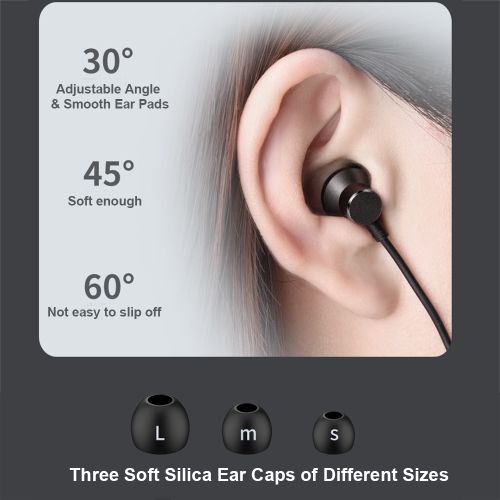 30°
Adjustable Angle
& Smooth Ear Pads
45°
Soft enough
60°
Not easy to slip off
L m s
Three Soft Silica Ear Caps of Different Sizes